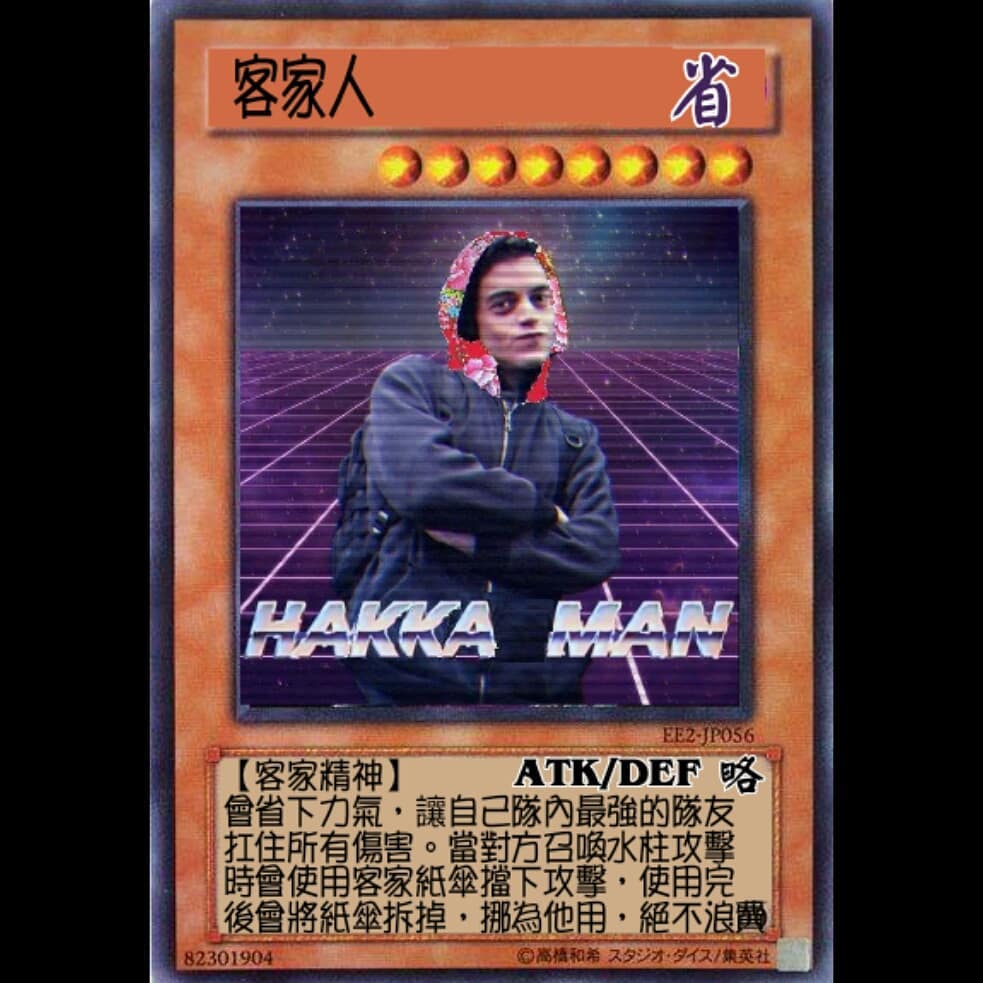 客家人 省
HAKKA MAN
EE2-JP056
【客家精神】 ATK/DEF 略
會省下力氣，讓自己隊內最強的隊友
扛住所有傷害。當對方召喚水柱攻擊
時會使用客家紙傘擋下攻擊，使用完
後會將紙傘拆掉，挪為他用，絕不浪費
82301904 ©高橋和希 スタジオ・ダイス/集英社